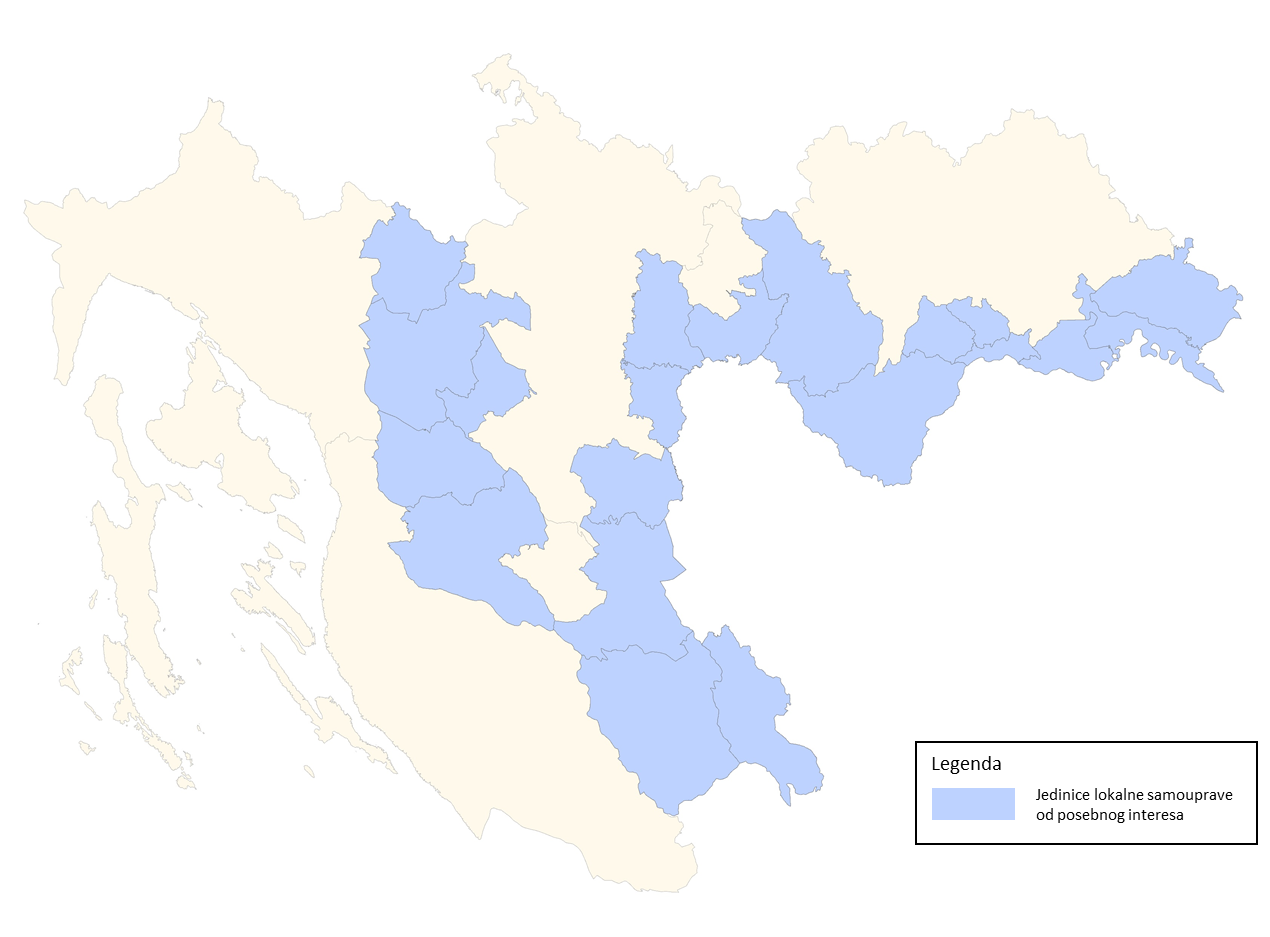 Legenda
Jedinice lokalne samouprave
od posebnog interesa